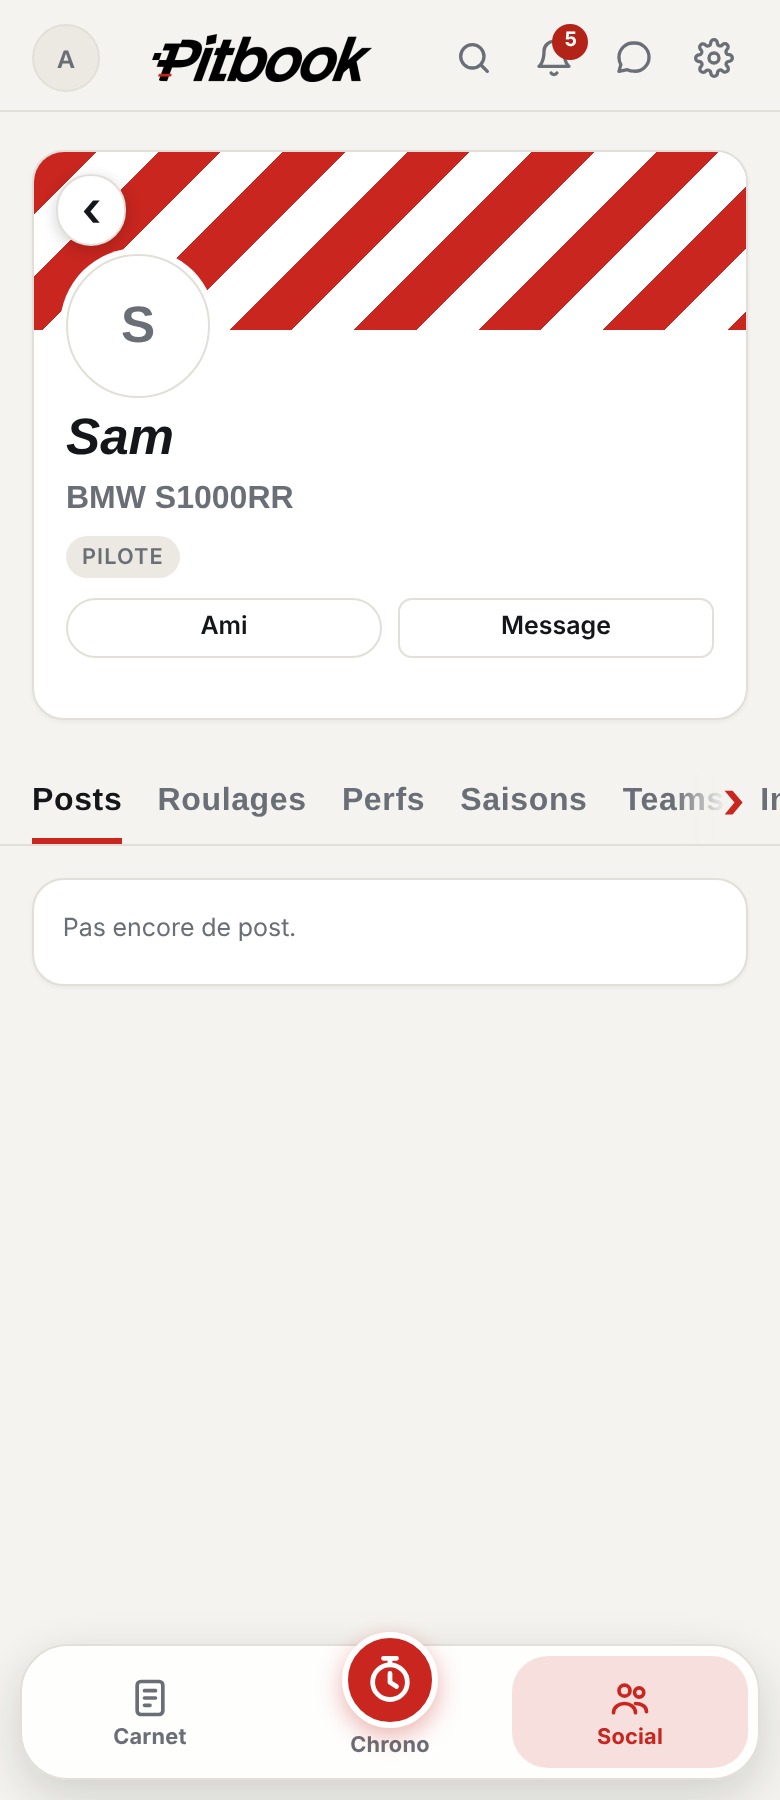 A
Pitbook
5
S
Sam
BMW S1000RR
PILOTE
Ami
Message
Posts Roulages Perfs Saisons Teams
Pas encore de post.
Carnet
Chrono
Social